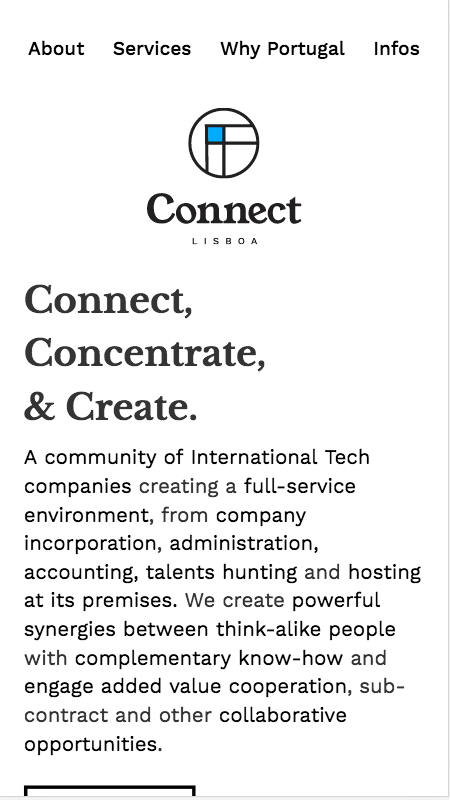 About Services Why Portugal Infos
Connect
LISBOA
Connect,
Concentrate,
& Create.
A community of International Tech
companies creating a full-service
environment, from company
incorporation, administration,
accounting, talents hunting and hosting
at its premises. We create powerful
synergies between think-alike people
with complementary know-how and
engage added value cooperation, sub-
contract and other collaborative
opportunities.